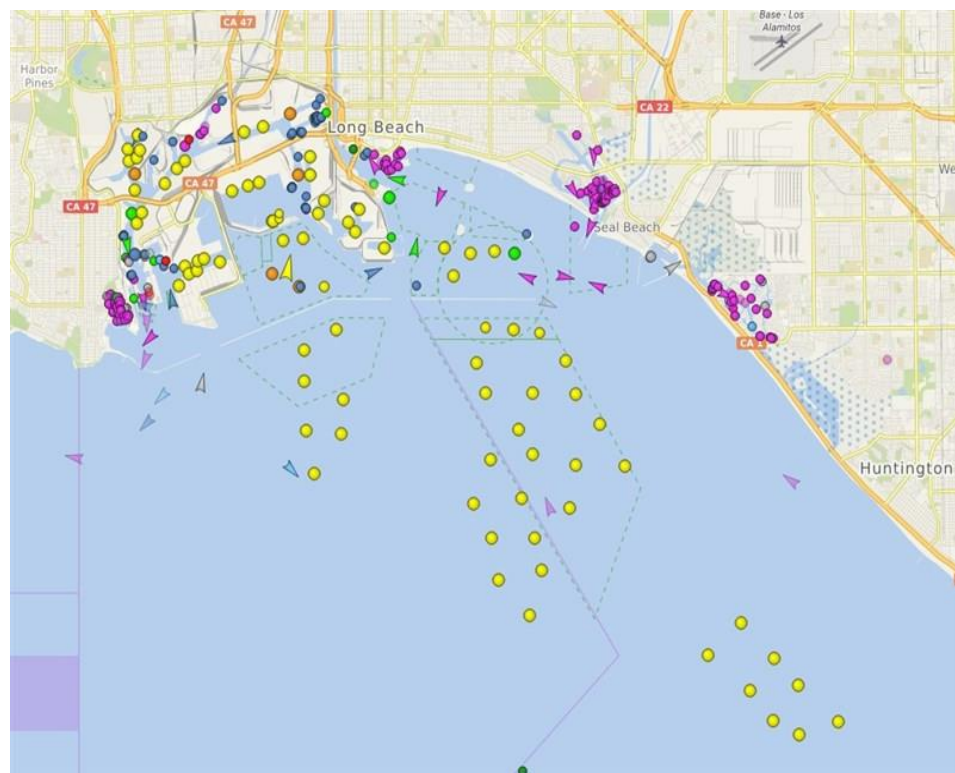 CA 47
Base - Los
Alamitos
Harbor
Pines
CA 22
Long Beach
We
CA 47
CA 47
Seal Beach
CA 1
Huntington